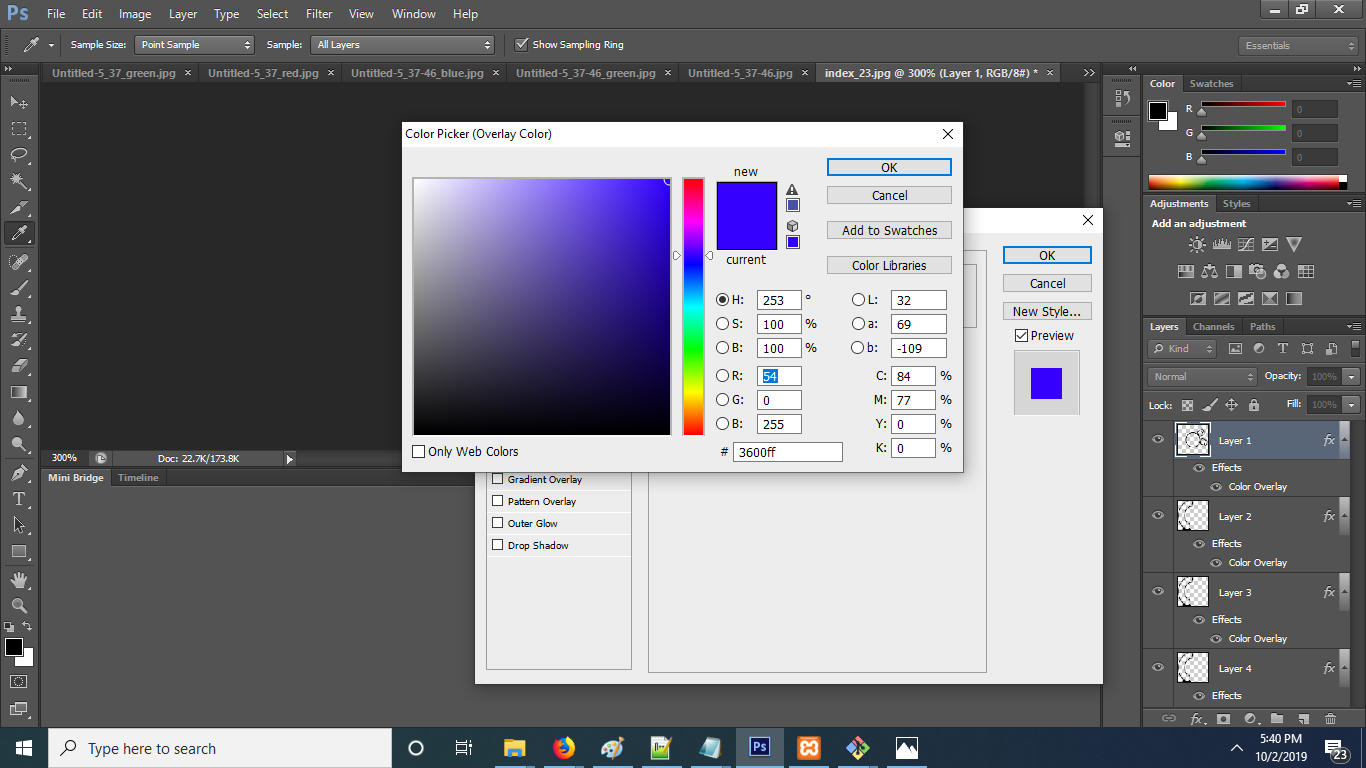 Ps File Edit Image Layer Type Select Filter View Window Help
Sample Size: Point Sample Sample: All Layers Show Sampling Ring Essentials
Untitled-5_37_green.jpg × Untitled-5_37_red.jpg × Untitled-5_37-46_blue.jpg × Untitled-5_37-46_green.jpg × Untitled-5_37-46.jpg × index_23.jpg @ 300% (Layer 1, RGB/8#) * ×
Color Picker (Overlay Color)
new
current
OK
Cancel
Add to Swatches
Color Libraries
H: 253 ° L: 32
S: 100 % a: 69
B: 100 % b: -109
R: 54 C: 84 %
G: 0 M: 77 %
B: 255 Y: 0 %
# 3600ff K: 0 %
Only Web Colors
OK
Cancel
New Style...
Preview
Gradient Overlay
Pattern Overlay
Outer Glow
Drop Shadow
300% Doc: 22.7K/173.8K
Mini Bridge Timeline
Color Swatches
R 0
G 0
B 0
Adjustments Styles
Add an adjustment
Layers Channels Paths
Kind
Normal Opacity: 100%
Lock: Fill: 100%
Layer 1 fx
Effects
Color Overlay
Layer 2 fx
Effects
Color Overlay
Layer 3 fx
Effects
Color Overlay
Layer 4 fx
Effects
fx
Type here to search
Ps
5:40 PM
10/2/2019
23